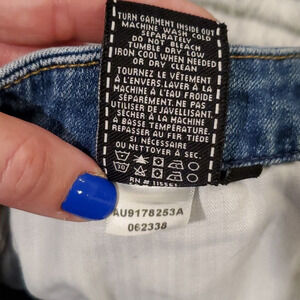 TURN GARMENT INSIDE OUT
MACHINE WASH COLD
SEPARATELY
DO NOT BLEACH
TUMBLE DRY LOW
IRON COOL WHEN NEEDED
OR DRY CLEAN
TOURNEZ LE VÊTEMENT
À L'ENVERS.LAVER À LA
MACHINE À L'EAU FROIDE
SÉPARÉMENT. NE PAS
UTILISER DE JAVELLISANT.
SÉCHER À LA MACHINE
À BASSE TEMPÉRATURE.
REPASSER AU FER TIÈDE
SI NÉCESSAIRE
OU NETTOYER À SEC.
RN # 115551
AU9178253A
062338